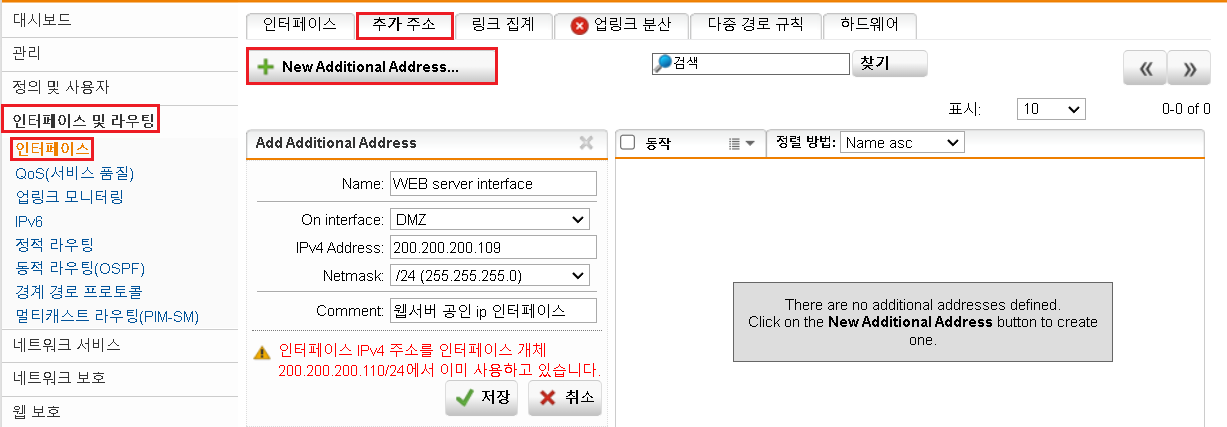 대시보드
관리
정의 및 사용자
인터페이스 및 라우팅
인터페이스
QoS(서비스 품질)
업링크 모니터링
IPv6
정적 라우팅
동적 라우팅(OSPF)
경계 경로 프로토콜
멀티캐스트 라우팅(PIM-SM)
네트워크 서비스
네트워크 보호
웹 보호
인터페이스
추가 주소
링크 집계
업링크 분산
다중 경로 규칙
하드웨어
New Additional Address...
검색
찾기
표시:
10
0-0 of 0
Add Additional Address
Name:
WEB server interface
On interface:
DMZ
IPv4 Address:
200.200.200.109
Netmask:
/24 (255.255.255.0)
Comment:
웹서버 공인 ip 인터페이스
인터페이스 IPv4 주소를 인터페이스 개체
200.200.200.110/24에서 이미 사용하고 있습니다.
저장
취소
동작
정렬 방법:
Name asc
There are no additional addresses defined.
Click on the New Additional Address button to create
one.